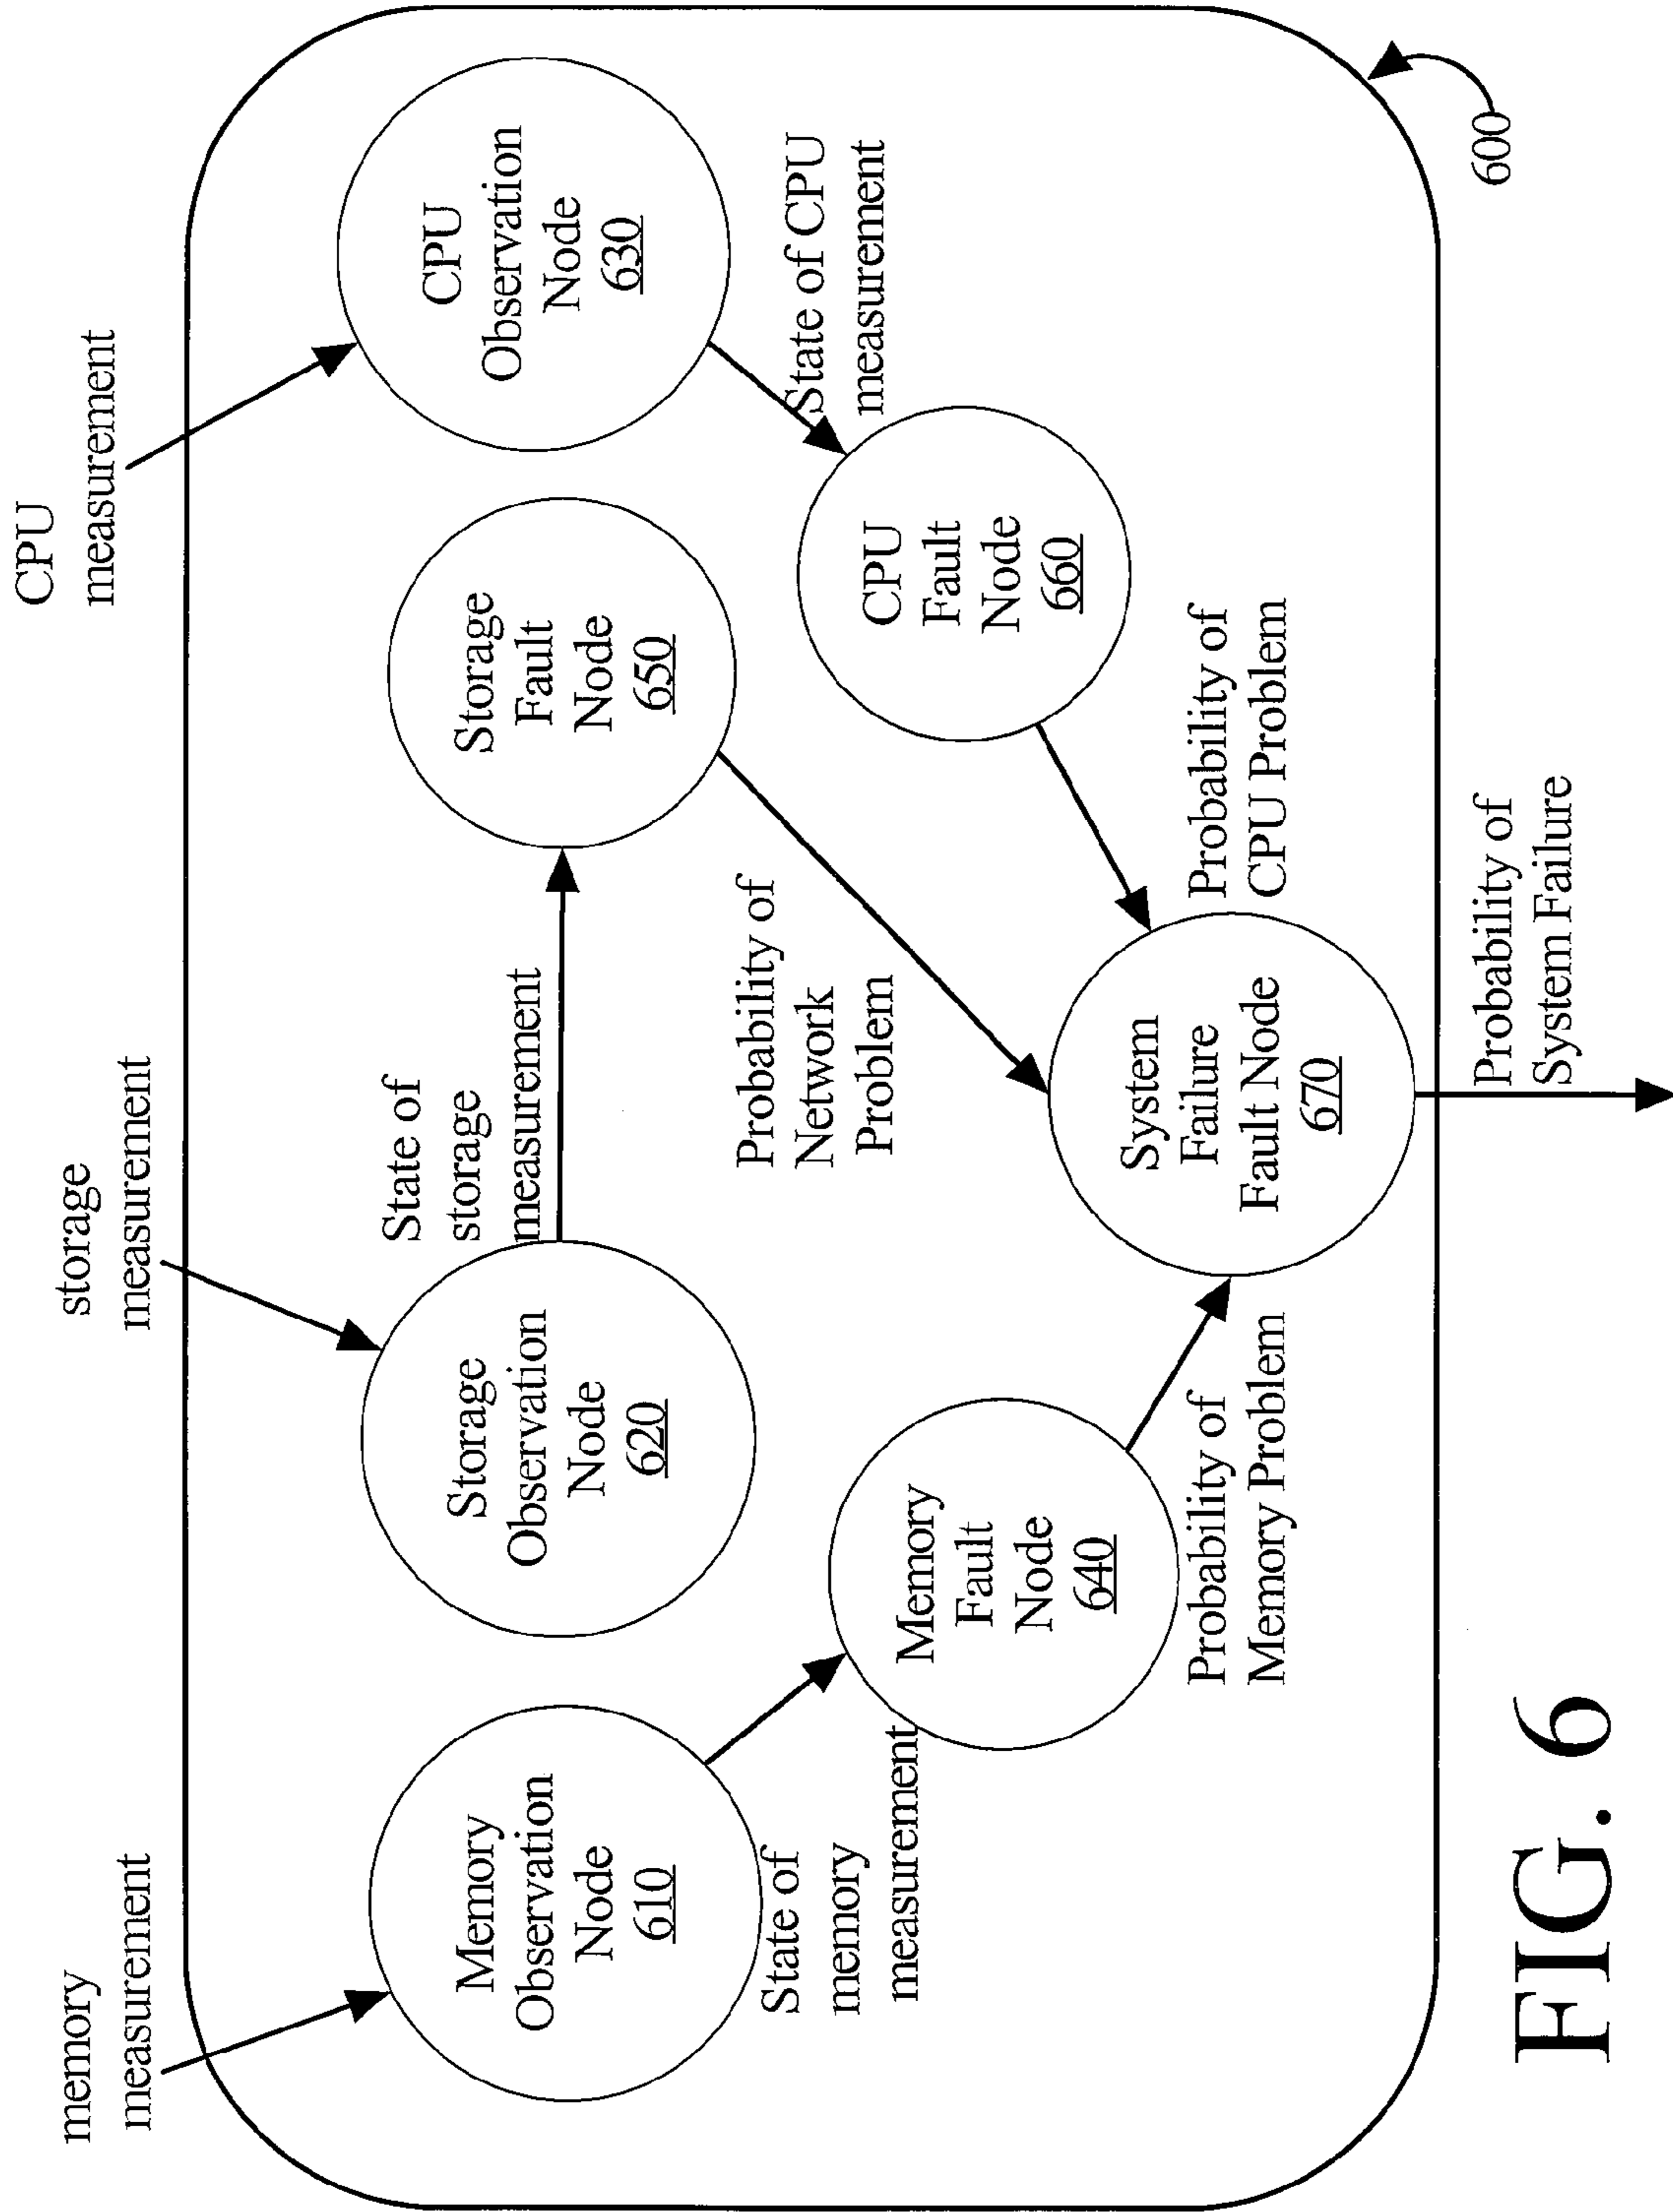 memory
measurement
storage
measurement
CPU
measurement
Memory
Observation
Node
610
Storage
Observation
Node
620
State of
storage
measurement
Storage
Fault
Node
650
CPU
Observation
Node
630
State of
memory
measurement
Memory
Fault
Node
640
Probability of
Network
Problem
State of CPU
measurement
CPU
Fault
Node
660
Probability of
Memory Problem
System
Failure
Fault Node
670
Probability of
CPU Problem
Probability of
System Failure
600
FIG. 6